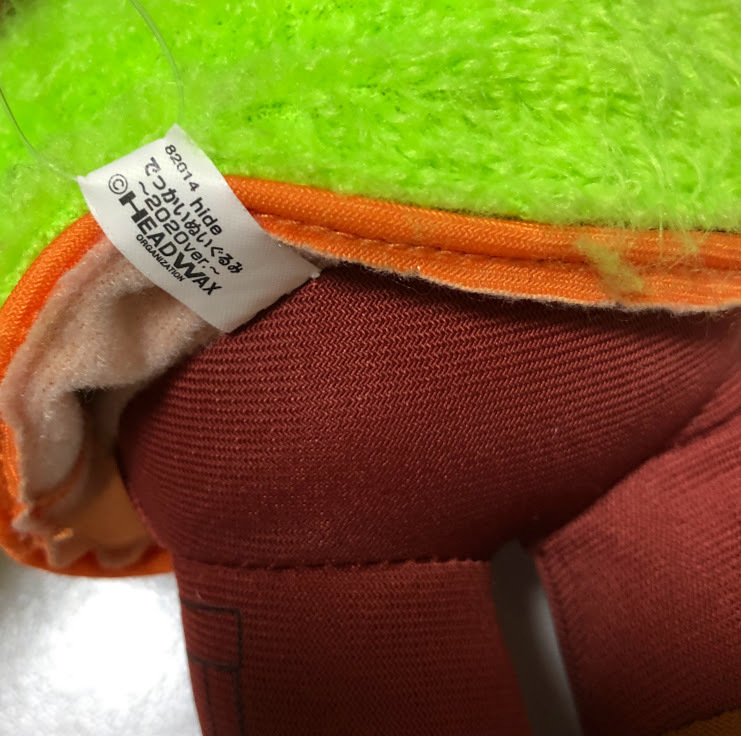 82014 hide
でっかいぬいぐるみ
～2020ver.～
©HEADWAX
ORGANIZATION